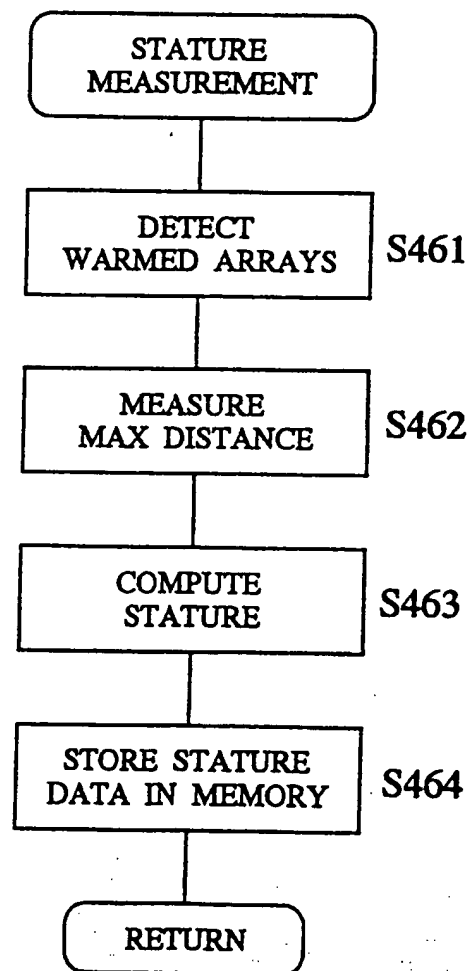 STATURE
MEASUREMENT
DETECT
WARMED ARRAYS
S461
MEASURE
MAX DISTANCE
S462
COMPUTE
STATURE
S463
STORE STATURE
DATA IN MEMORY
S464
RETURN